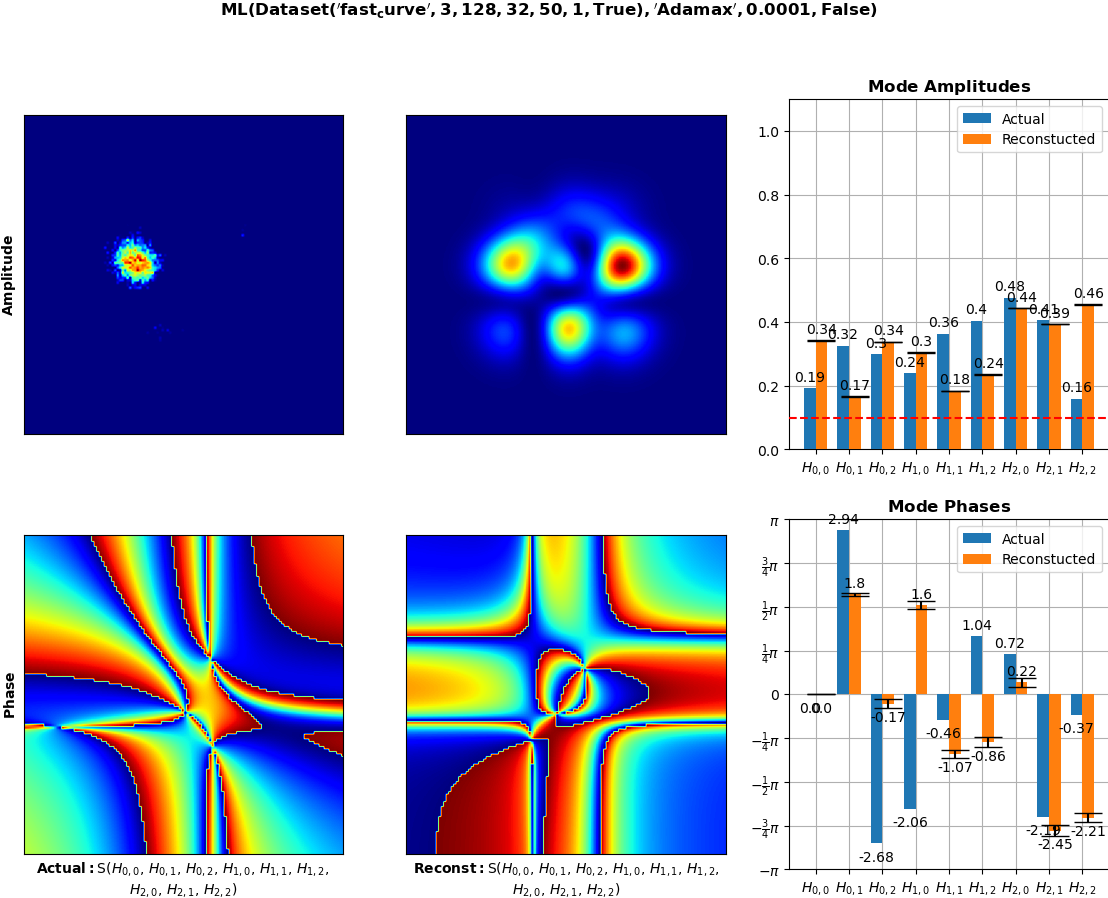 ML(Dataset('fast_curve', 3, 128, 32, 50, 1, True), 'Adamax', 0.0001, False)
Amplitude
Mode Amplitudes
Actual
Reconstucted
1.0
0.8
0.6
0.4
0.2
0.0
0.19
0.34
0.32
0.17
0.3
0.34
0.24
0.3
0.36
0.18
0.4
0.24
0.48
0.44
0.41
0.39
0.16
0.46
H0,0 H0,1 H0,2 H1,0 H1,1 H1,2 H2,0 H2,1 H2,2
Phase
Actual: S(H0,0, H0,1, H0,2, H1,0, H1,1, H1,2,
H2,0, H2,1, H2,2)
Reconst: S(H0,0, H0,1, H0,2, H1,0, H1,1, H1,2,
H2,0, H2,1, H2,2)
Mode Phases
Actual
Reconstucted
π
3/4π
1/2π
1/4π
0
−1/4π
−1/2π
−3/4π
−π
0.0
0.0
2.94
1.8
-2.68
-0.17
-2.06
1.6
-0.46
-1.07
1.04
-0.86
0.72
0.22
-2.19
-2.45
-0.37
-2.21
H0,0 H0,1 H0,2 H1,0 H1,1 H1,2 H2,0 H2,1 H2,2